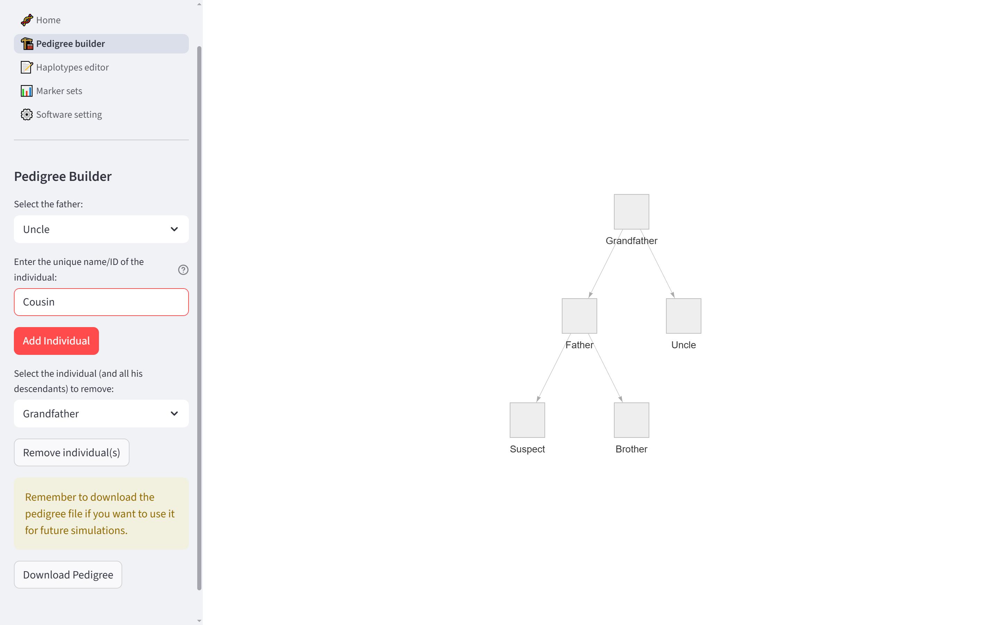 Home
Pedigree builder
Haplotypes editor
Marker sets
Software setting
Pedigree Builder
Select the father:
Uncle
Enter the unique name/ID of the
individual:
Cousin
Add Individual
Select the individual (and all his
descendants) to remove:
Grandfather
Remove individual(s)
Remember to download the
pedigree file if you want to use it
for future simulations.
Download Pedigree
Grandfather
Father
Uncle
Suspect
Brother